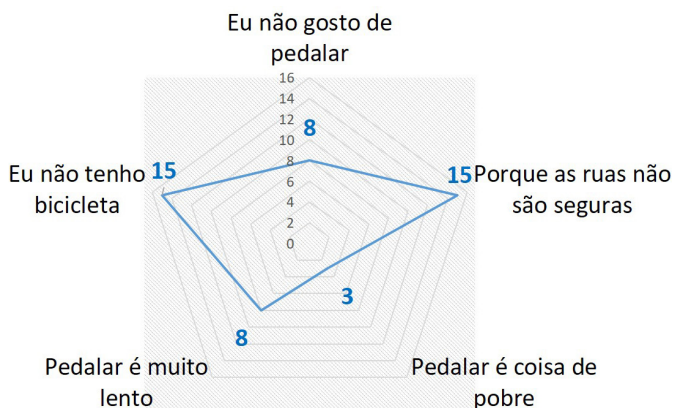 Eu não gosto de
pedalar
16
14
12
10
8
8
6
4
2
0
15
Porque as ruas não
são seguras
3
Pedalar é coisa de
pobre
8
Pedalar é muito
lento
15
Eu não tenho
bicicleta